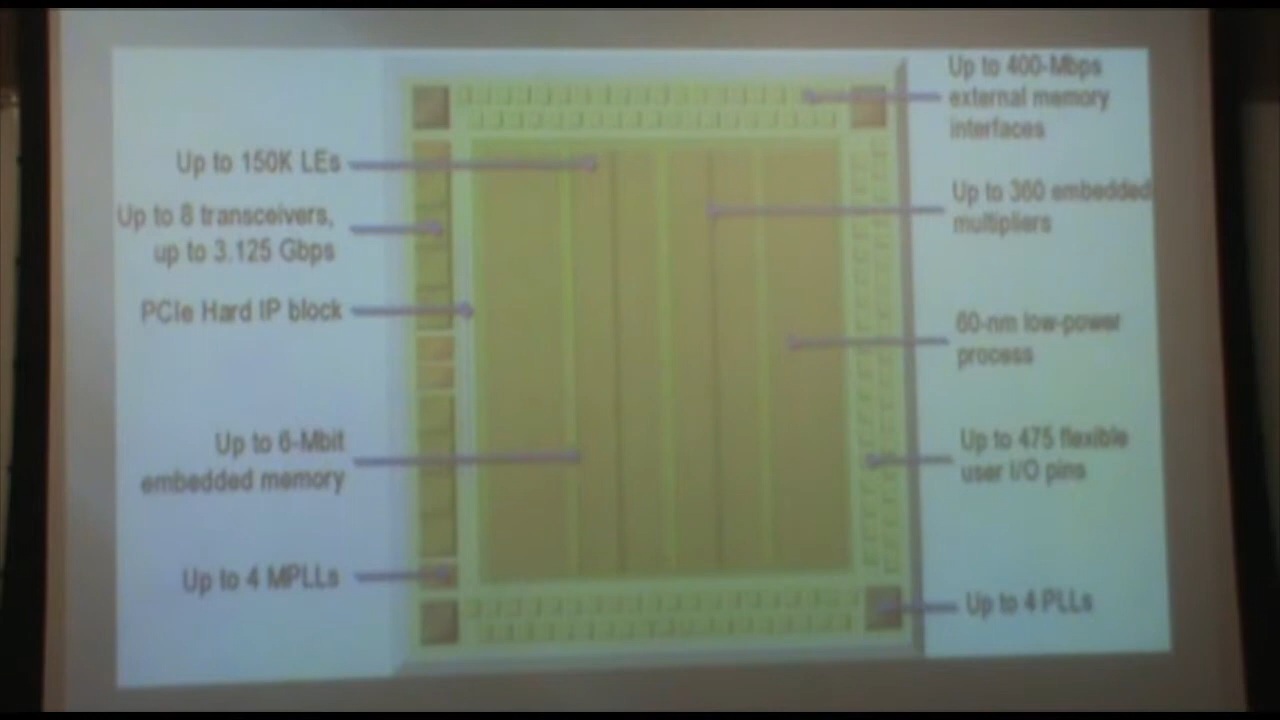 Up to 400-Mbps
external memory
interfaces
Up to 150K LEs
Up to 360 embedded
multipliers
Up to 8 transceivers,
up to 3.125 Gbps
PCIe Hard IP block
60-nm low-power
process
Up to 6-Mbit
embedded memory
Up to 475 flexible
user I/O pins
Up to 4 MPLLs
Up to 4 PLLs